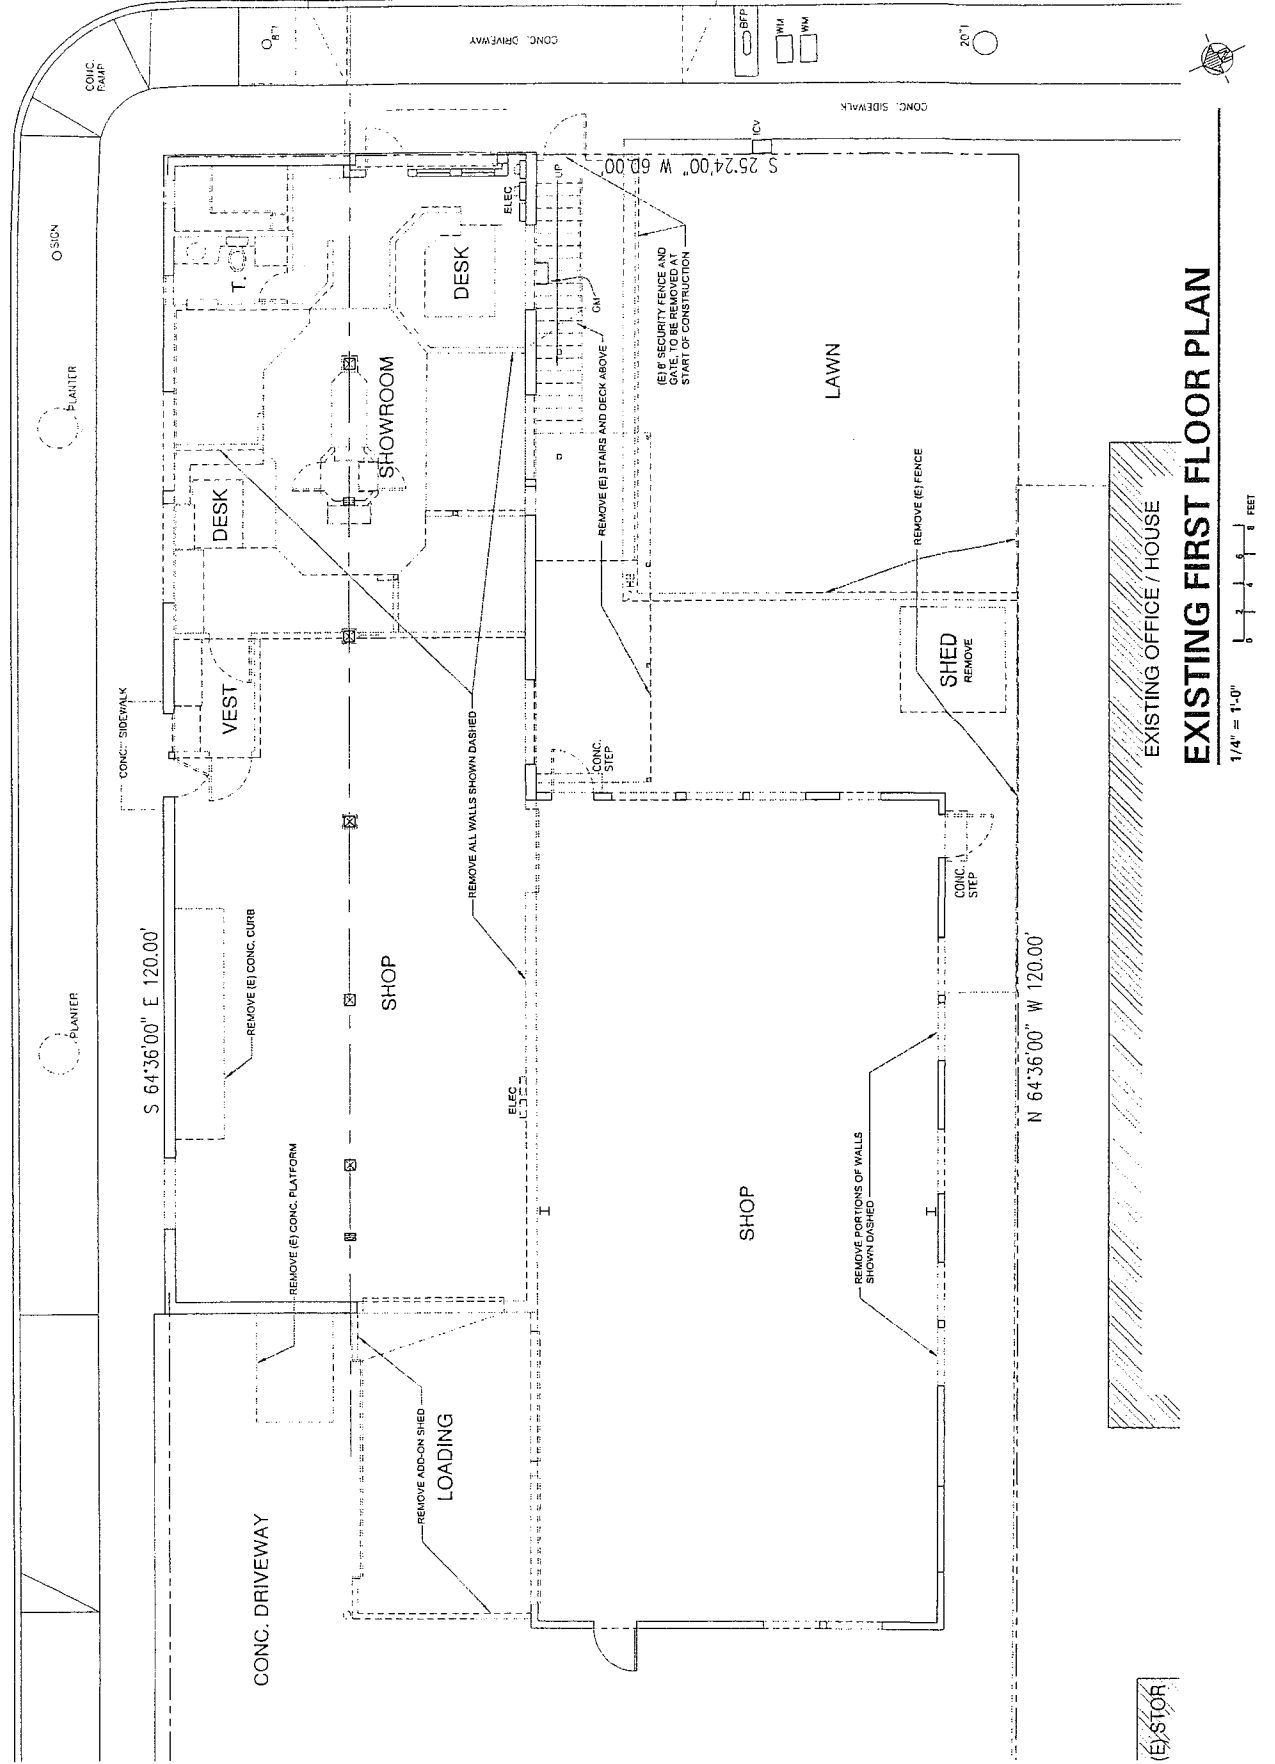 CONC.
RAMP
8"T
CONC. DRIVEWAY
BFP
WM
WM
20"T
CONC. SIDEWALK
SIGN
PLANTER
PLANTER
ICV
S 25°24'00" W 60.00'
ELEC
UP
T.
DESK
GM
(E) 8' SECURITY FENCE AND
GATE, TO BE REMOVED AT
START OF CONSTRUCTION
SHOWROOM
DESK
REMOVE (E) STAIRS AND DECK ABOVE
LAWN
REMOVE (E) FENCE
HB
SHED
REMOVE
CONC. SIDEWALK
VEST
REMOVE ALL WALLS SHOWN DASHED
CONC.
STEP
CONC.
STEP
S 64°36'00" E 120.00'
REMOVE (E) CONC. CURB
SHOP
ELEC
REMOVE (E) CONC. PLATFORM
SHOP
REMOVE PORTIONS OF WALLS
SHOWN DASHED
N 64°36'00" W 120.00'
REMOVE ADD-ON SHED
LOADING
CONC. DRIVEWAY
EXISTING OFFICE / HOUSE
(E) STOR
EXISTING FIRST FLOOR PLAN
1/4" = 1'-0"
0 2 4 6 8 FEET